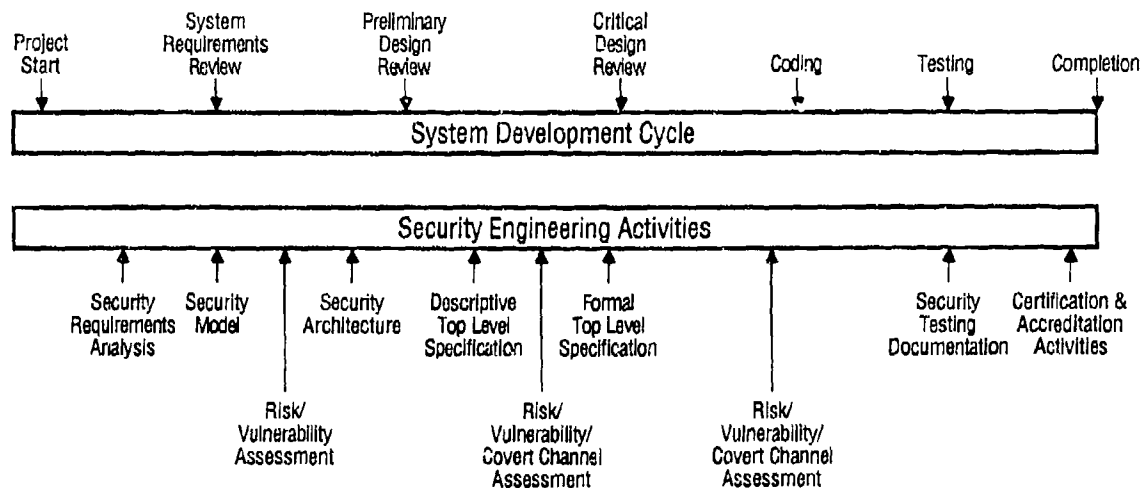 Project
Start
System
Requirements
Review
Preliminary
Design
Review
Critical
Design
Review
Coding
Testing
Completion
System Development Cycle
Security Engineering Activities
Security
Requirements
Analysis
Security
Model
Security
Architecture
Descriptive
Top Level
Specification
Formal
Top Level
Specification
Security
Testing
Documentation
Certification &
Accreditation
Activities
Risk/
Vulnerability
Assessment
Risk/
Vulnerability/
Covert Channel
Assessment
Risk/
Vulnerability/
Covert Channel
Assessment